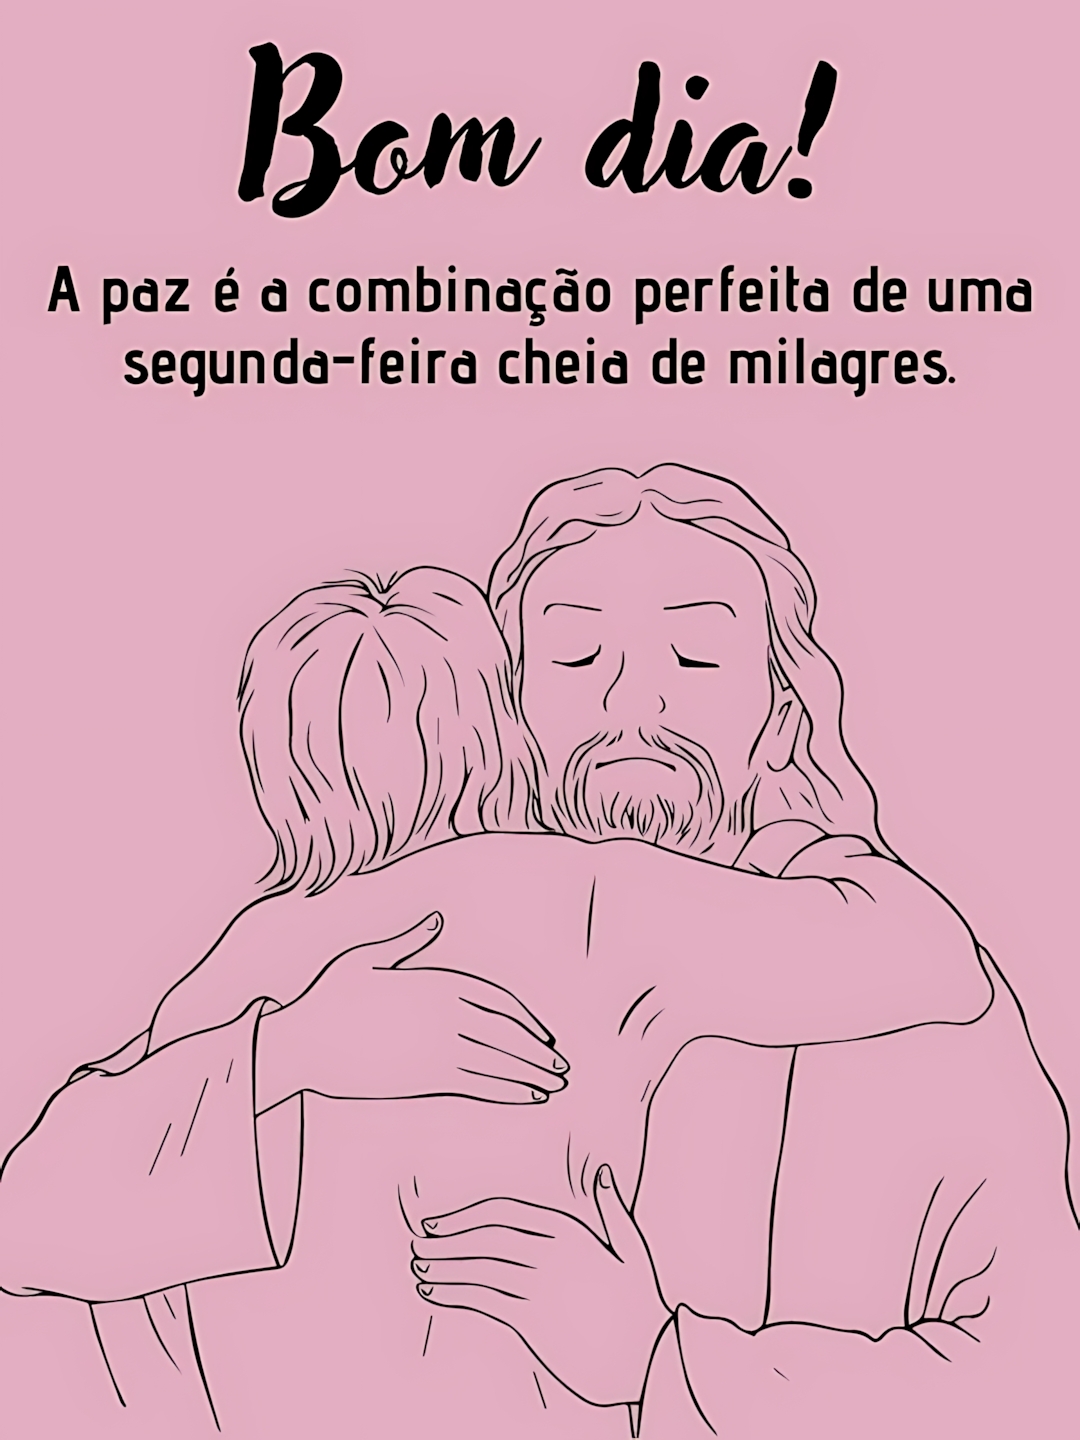 Bom dia!
A paz é a combinação perfeita de uma
segunda-feira cheia de milagres.